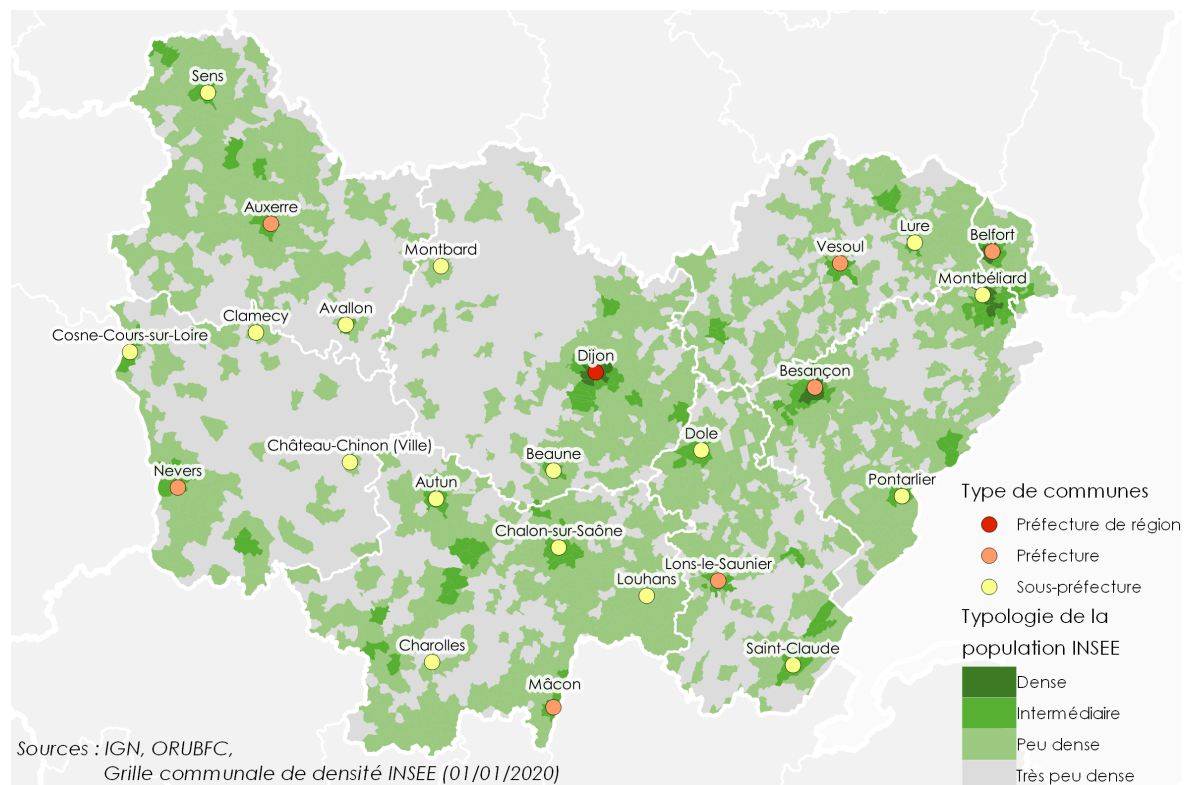 Sens
Auxerre
Montbard
Lure
Belfort
Vesoul
Montbéliard
Avallon
Clamecy
Cosne-Cours-sur-Loire
Dijon
Besançon
Dole
Château-Chinon (Ville)
Beaune
Nevers
Autun
Pontarlier
Chalon-sur-Saône
Lons-le-Saunier
Louhans
Charolles
Saint-Claude
Mâcon
Type de communes
Préfecture de région
Préfecture
Sous-préfecture
Typologie de la
population INSEE
Dense
Intermédiaire
Peu dense
Très peu dense
Sources : IGN, ORUBFC,
Grille communale de densité INSEE (01/01/2020)